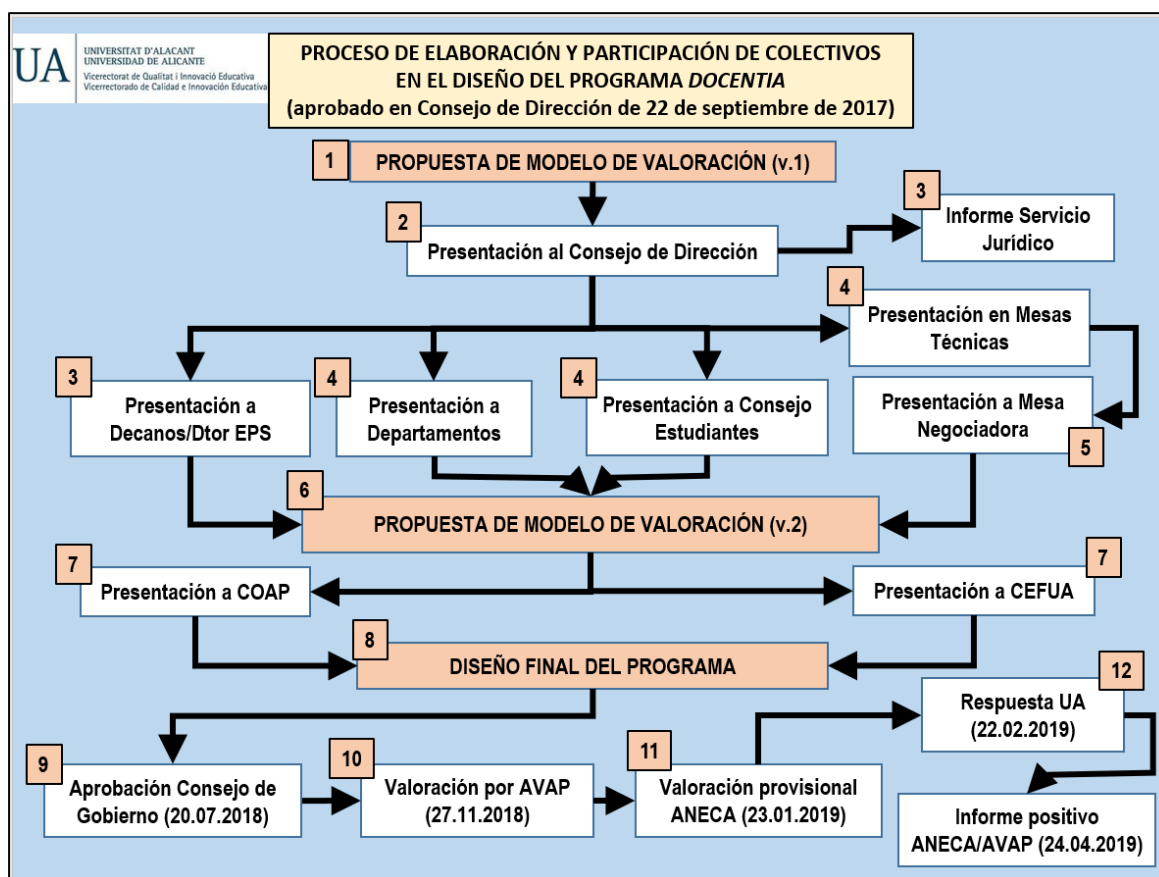 UA
UNIVERSITAT D'ALACANT
UNIVERSIDAD DE ALICANTE
Vicerectorat de Qualitat i Innovació Educativa
Vicerrectorado de Calidad e Innovación Educativa
PROCESO DE ELABORACIÓN Y PARTICIPACIÓN DE COLECTIVOS
EN EL DISEÑO DEL PROGRAMA DOCENTIA
(aprobado en Consejo de Dirección de 22 de septiembre de 2017)
1
PROPUESTA DE MODELO DE VALORACIÓN (v.1)
2
Presentación al Consejo de Dirección
3
Informe Servicio
Jurídico
4
Presentación en Mesas
Técnicas
3
Presentación a
Decanos/Dtor EPS
4
Presentación a
Departamentos
4
Presentación a Consejo
Estudiantes
Presentación a Mesa
Negociadora
5
6
PROPUESTA DE MODELO DE VALORACIÓN (v.2)
7
Presentación a COAP
7
Presentación a CEFUA
8
DISEÑO FINAL DEL PROGRAMA
9
Aprobación Consejo de
Gobierno (20.07.2018)
10
Valoración por AVAP
(27.11.2018)
11
Valoración provisional
ANECA (23.01.2019)
12
Respuesta UA
(22.02.2019)
Informe positivo
ANECA/AVAP (24.04.2019)